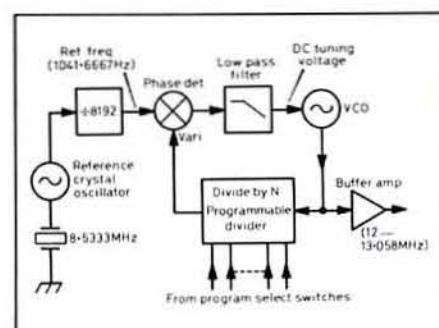 Ref. freq
(1041·6667Hz)
Phase det
Low pass
filter
DC tuning
voltage
÷8192
VCO
Vari
Reference
crystal
oscillator
8·5333MHz
Divide by N
Programmable
divider
Buffer amp
(12—
13·058MHz)
From program select switches